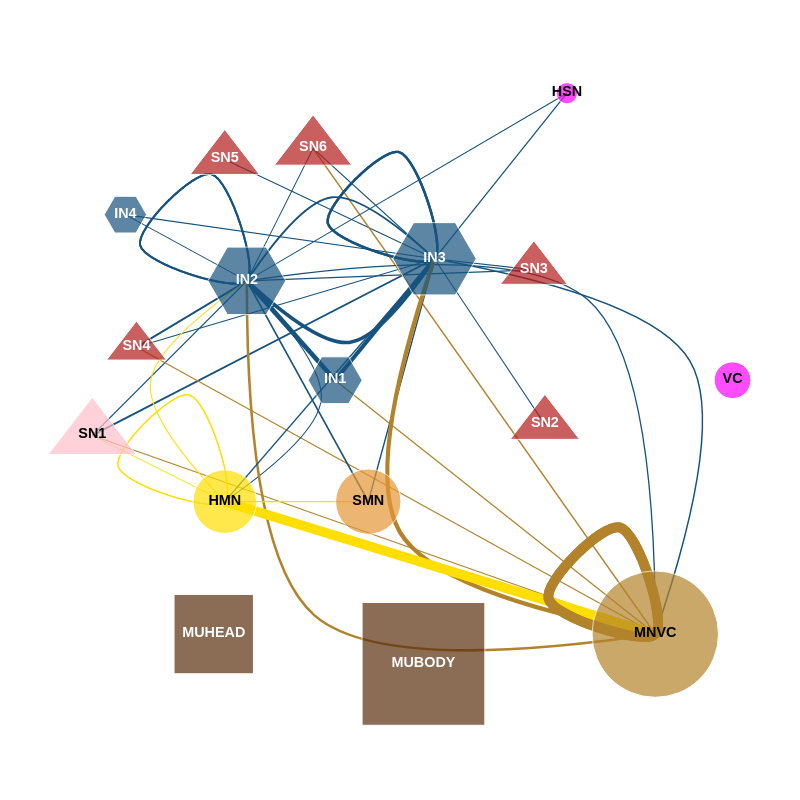 HSN
SN6
SN5
IN4
IN3
SN3
IN2
SN4
IN1
VC
SN2
SN1
HMN
SMN
MUHEAD
MNVC
MUBODY